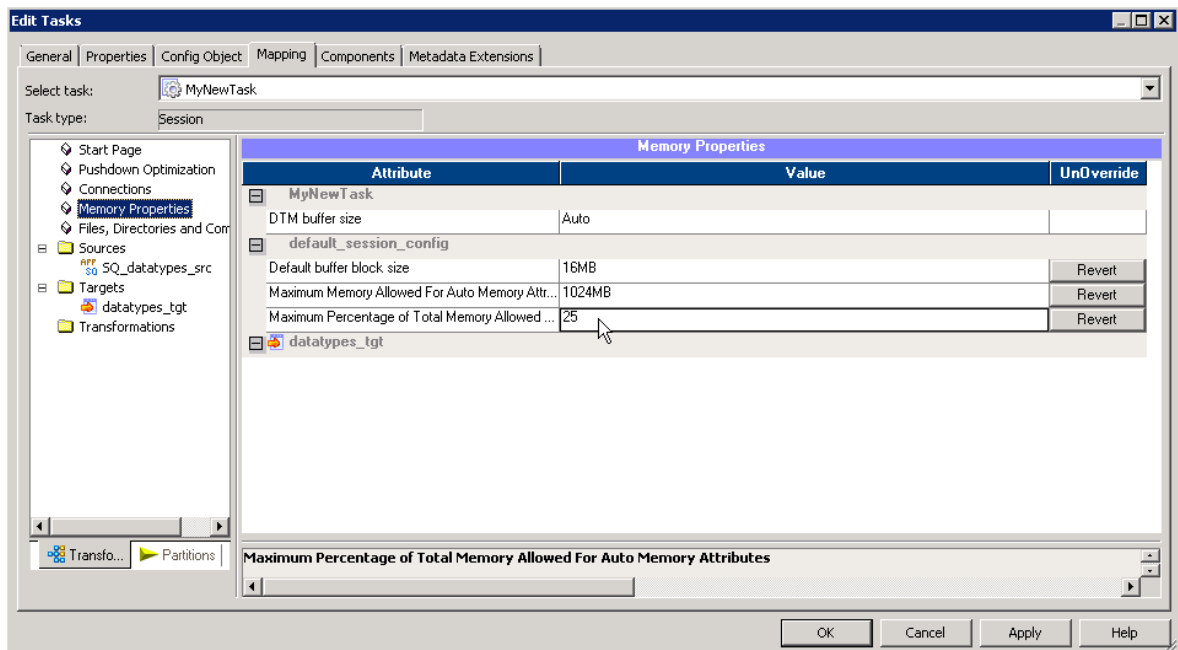 Edit Tasks
General Properties Config Object Mapping Components Metadata Extensions
Select task: MyNewTask
Task type: Session
Start Page
Pushdown Optimization
Connections
Memory Properties
Files, Directories and Com
Sources
APP SQ SQ_datatypes_src
Targets
datatypes_tgt
Transformations
Transfo... Partitions
Memory Properties
Attribute Value UnOverride
MyNewTask
DTM buffer size Auto
default_session_config
Default buffer block size 16MB Revert
Maximum Memory Allowed For Auto Memory Attr... 1024MB Revert
Maximum Percentage of Total Memory Allowed ... 25 Revert
datatypes_tgt
Maximum Percentage of Total Memory Allowed For Auto Memory Attributes
OK Cancel Apply Help